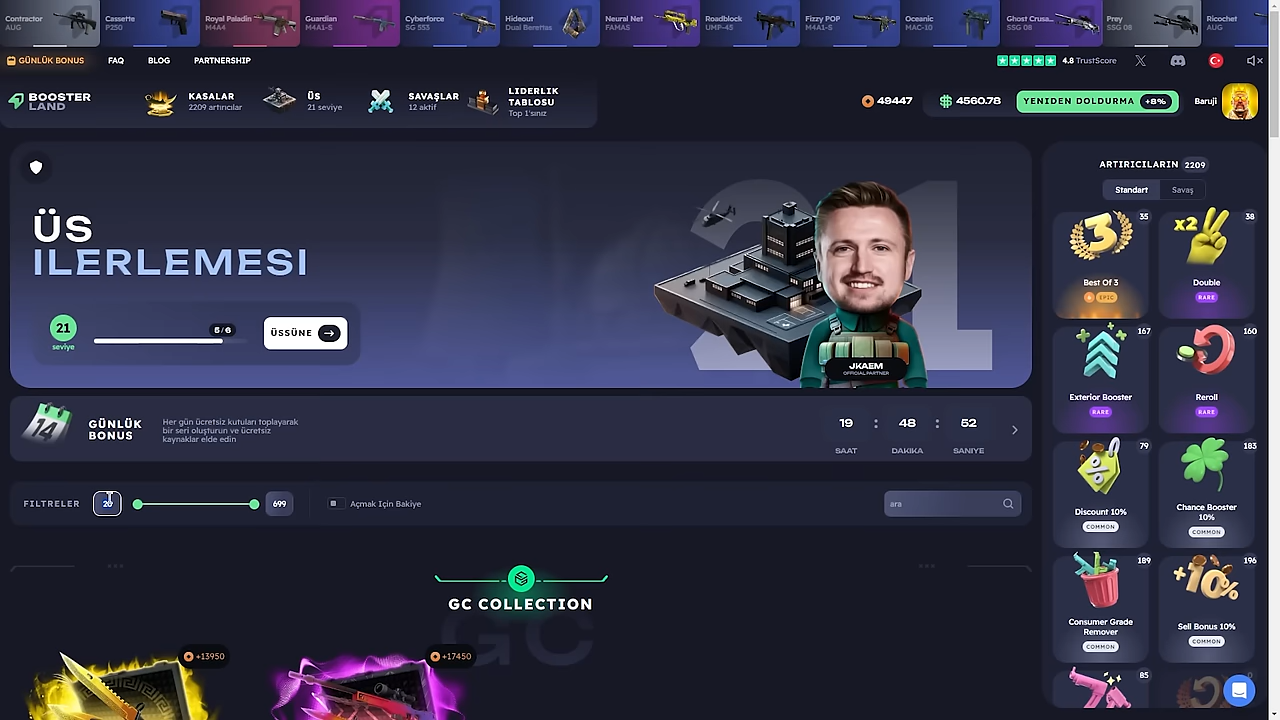 Contractor
AUG
Cassette
P250
Royal Paladin
M4A4
Guardian
M4A1-S
Cyberforce
SG 553
Hideout
Dual Berettas
Neural Net
FAMAS
Roadblock
UMP-45
Fizzy POP
M4A1-S
Oceanic
MAC-10
Ghost Crusa...
SSG 08
Prey
SSG 08
Ricochet
AUG
GÜNLÜK BONUS
FAQ
BLOG
PARTNERSHIP
4.8 TrustScore
BOOSTER
LAND
KASALAR
2209 artırıcılar
ÜS
21 seviye
SAVAŞLAR
12 aktif
LIDERLIK
TABLOSU
Top 1'sınız
49447
4560.78
YENIDEN DOLDURMA +8%
Baruji
ÜS
ILERLEMESI
21
seviye
5/6
ÜSSÜNE
21
JKAEM
OFFICIAL PARTNER
14
GÜNLÜK
BONUS
Her gün ücretsiz kutuları toplayarak
bir seri oluşturun ve ücretsiz
kaynaklar elde edin
19 : 48 : 52
SAAT DAKIKA SANIYE
FILTRELER
20
699
Açmak Için Bakiye
ara
GC COLLECTION
GC
+13950
+17450
ARTIRICILARIN 2209
Standart
Savaş
35
3
Best Of 3
EPIC
38
x2
Double
RARE
167
Exterior Booster
RARE
160
Reroll
RARE
79
%
Discount 10%
COMMON
183
Chance Booster
10%
COMMON
189
Consumer Grade
Remover
COMMON
196
+10%
Sell Bonus 10%
COMMON
85